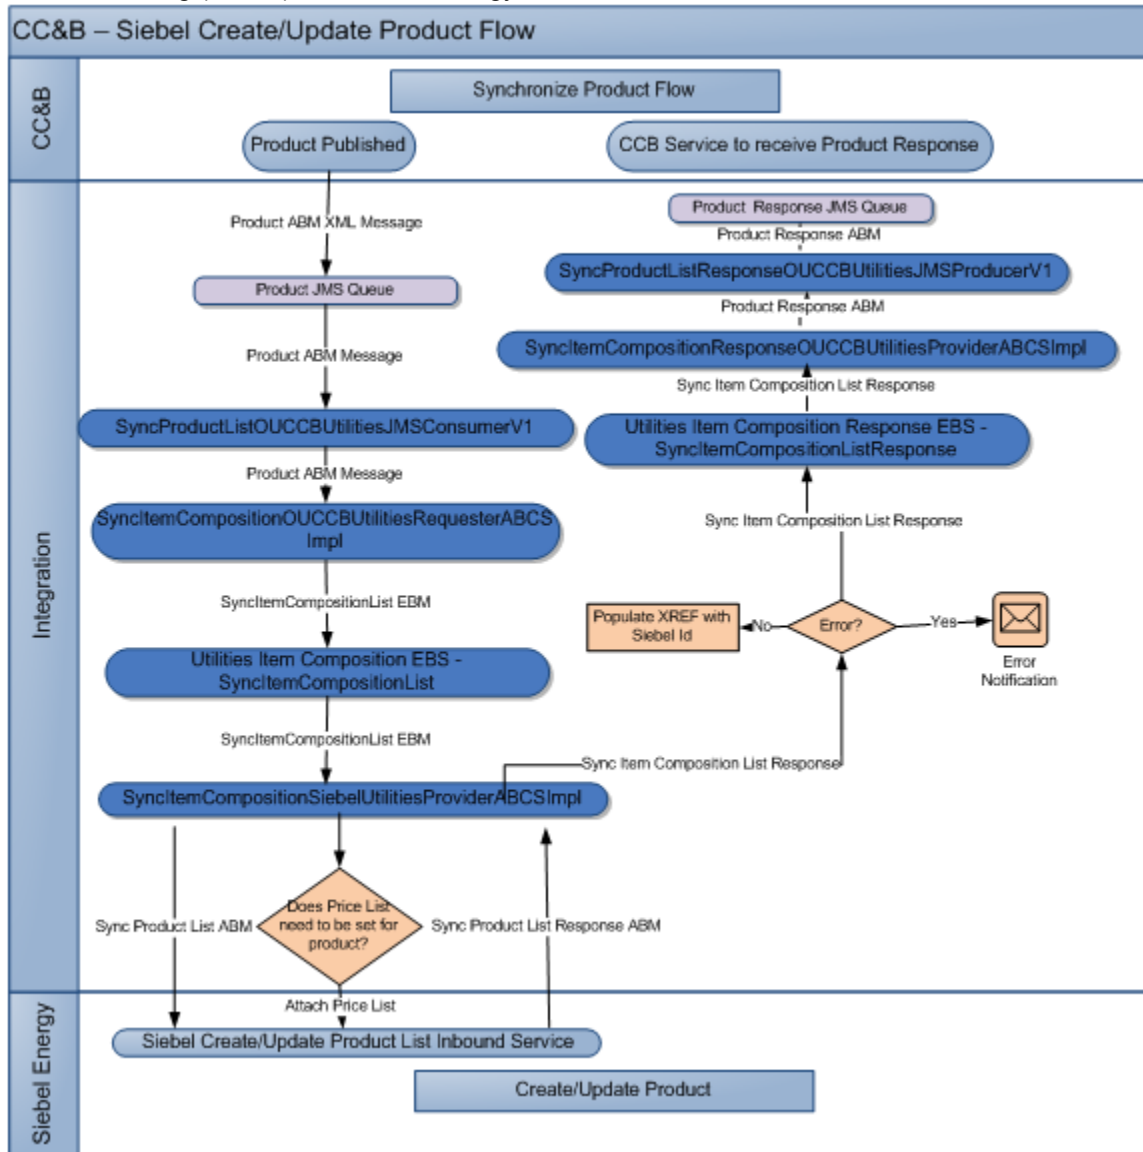 CC&B – Siebel Create/Update Product Flow
CC&B
Synchronize Product Flow
Product Published
CCB Service to receive Product Response
Integration
Product ABM XML Message
Product JMS Queue
Product ABM Message
SyncProductListOUCCBUtilitiesJMSConsumerV1
Product ABM Message
SyncItemCompositionOUCCBUtilitiesRequesterABCS
Impl
SyncItemCompositionList EBM
Utilities Item Composition EBS -
SyncItemCompositionList
SyncItemCompositionList EBM
SyncItemCompositionSiebelUtilitiesProviderABCSImpl
Product Response JMS Queue
Product Response ABM
SyncProductListResponseOUCCBUtilitiesJMSProducerV1
Product Response ABM
SyncItemCompositionResponseOUCCBUtilitiesProviderABCSImpl
Sync Item Composition List Response
Utilities Item Composition Response EBS -
SyncItemCompositionListResponse
Sync Item Composition List Response
Populate XREF with
Siebel Id
No
Error?
Yes
Error
Notification
Sync Item Composition List Response
Sync Product List ABM
Does Price List
need to be set for
product?
Sync Product List Response ABM
Attach Price List
Siebel Energy
Siebel Create/Update Product List Inbound Service
Create/Update Product